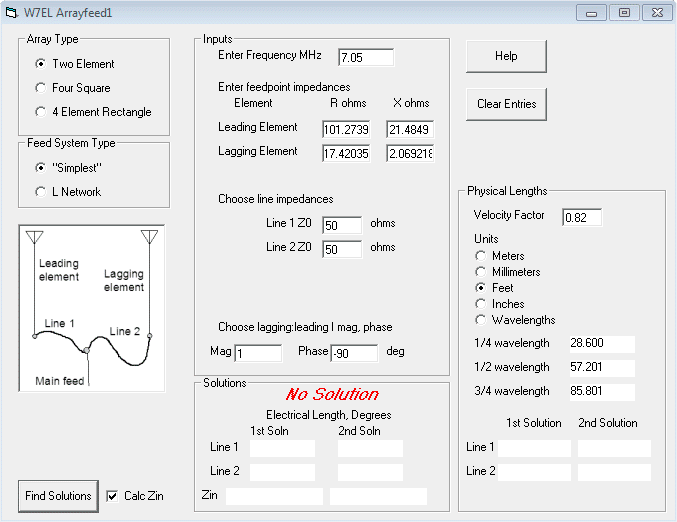 W7EL Arrayfeed1
Array Type
Two Element
Four Square
4 Element Rectangle
Feed System Type
"Simplest"
L Network
Leading element
Lagging element
Line 1
Line 2
Main feed
Find Solutions
Calc Zin
Inputs
Enter Frequency MHz 7.05
Enter feedpoint impedances
Element R ohms X ohms
Leading Element 101.2739 21.4849
Lagging Element 17.42035 2.069218
Choose line impedances
Line 1 Z0 50 ohms
Line 2 Z0 50 ohms
Choose lagging:leading I mag, phase
Mag 1 Phase -90 deg
Solutions
No Solution
Electrical Length, Degrees
1st Soln 2nd Soln
Line 1
Line 2
Zin
Help
Clear Entries
Physical Lengths
Velocity Factor 0.82
Units
Meters
Millimeters
Feet
Inches
Wavelengths
1/4 wavelength 28.600
1/2 wavelength 57.201
3/4 wavelength 85.801
1st Solution 2nd Solution
Line 1
Line 2